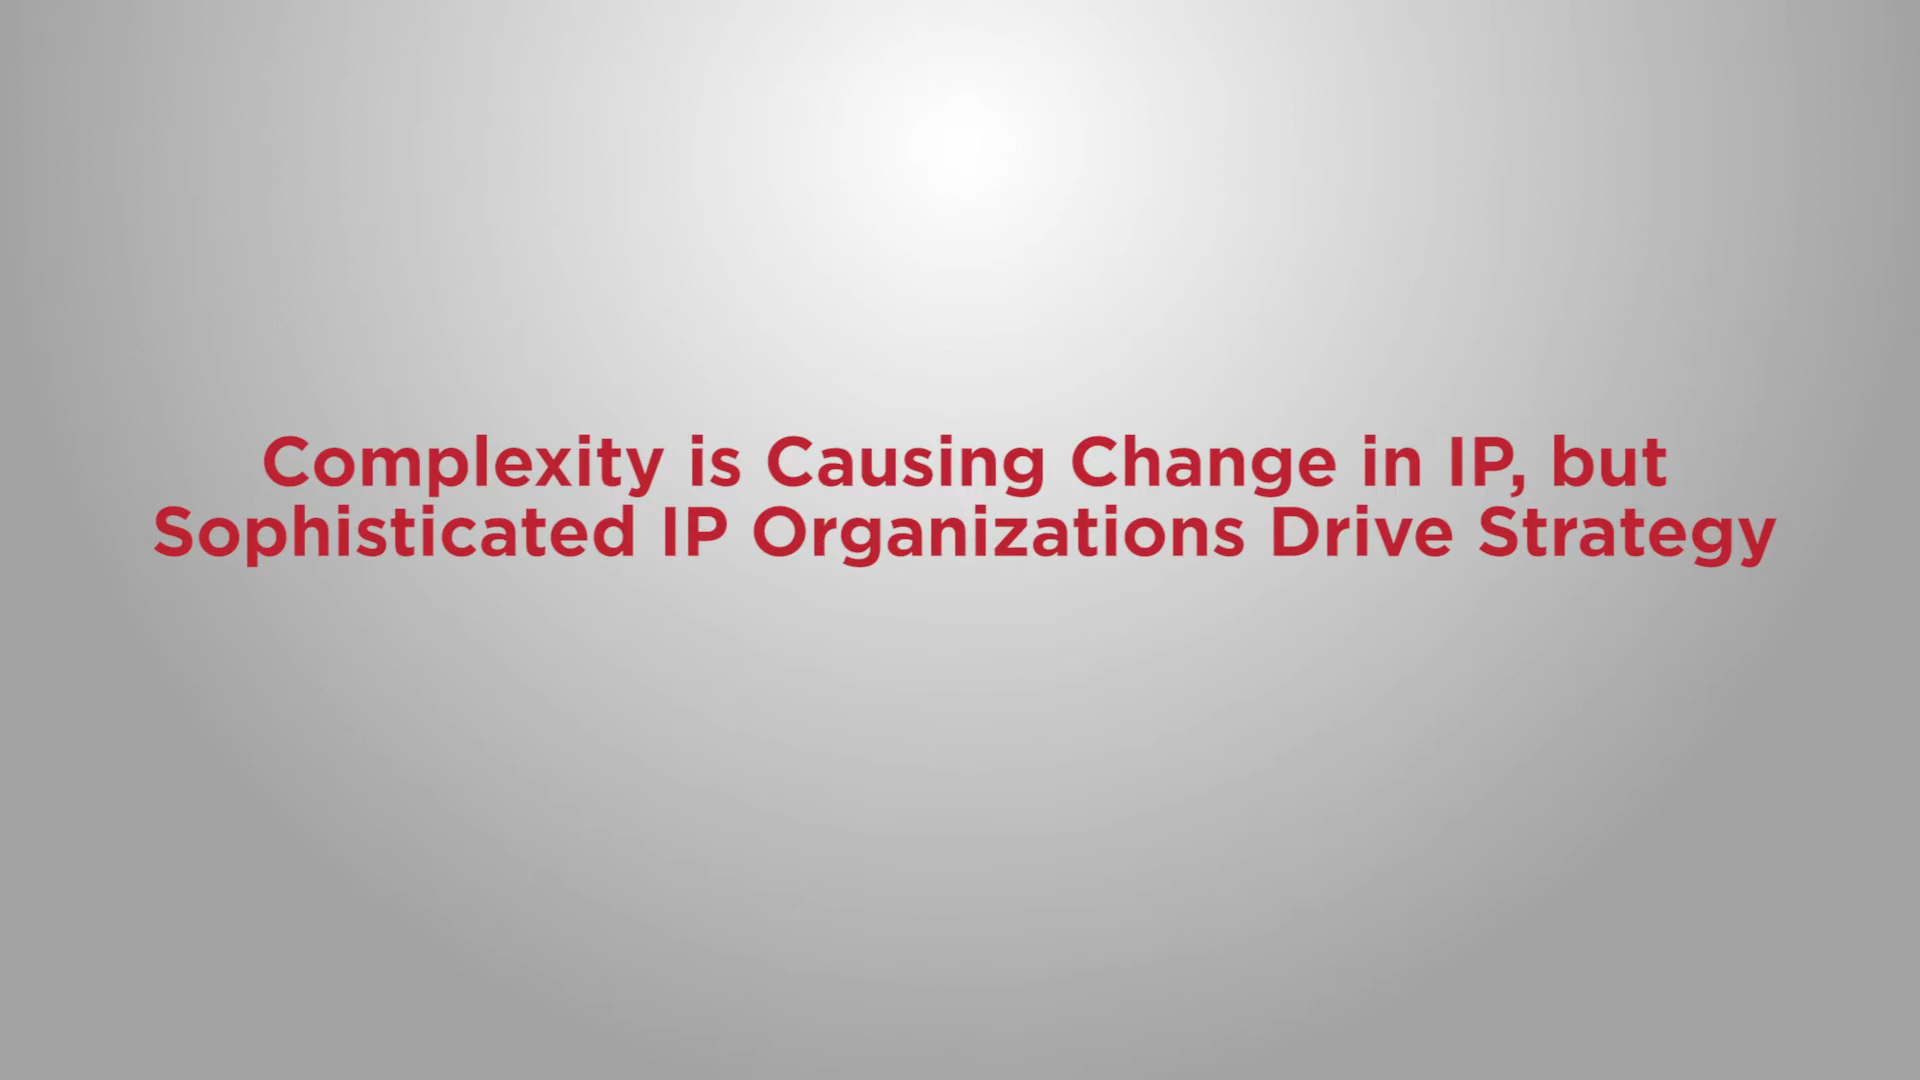 Complexity is Causing Change in IP, but
Sophisticated IP Organizations Drive Strategy